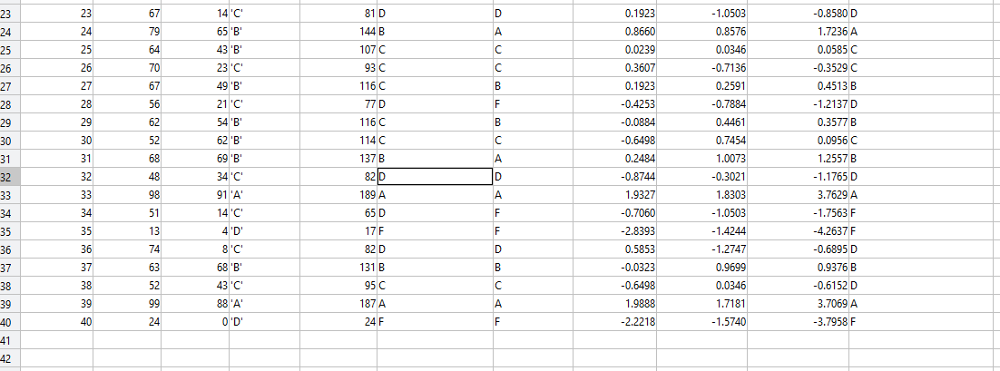 23 23 67 14 'C' 81 D D 0.1923 -1.0503 -0.8580 D
24 24 79 65 'B' 144 B A 0.8660 0.8576 1.7236 A
25 25 64 43 'B' 107 C C 0.0239 0.0346 0.0585 C
26 26 70 23 'C' 93 C C 0.3607 -0.7136 -0.3529 C
27 27 67 49 'B' 116 C B 0.1923 0.2591 0.4513 B
28 28 56 21 'C' 77 D F -0.4253 -0.7884 -1.2137 D
29 29 62 54 'B' 116 C B -0.0884 0.4461 0.3577 B
30 30 52 62 'B' 114 C C -0.6498 0.7454 0.0956 C
31 31 68 69 'B' 137 B A 0.2484 1.0073 1.2557 B
32 32 48 34 'C' 82 D D -0.8744 -0.3021 -1.1765 D
33 33 98 91 'A' 189 A A 1.9327 1.8303 3.7629 A
34 34 51 14 'C' 65 D F -0.7060 -1.0503 -1.7563 F
35 35 13 4 'D' 17 F F -2.8393 -1.4244 -4.2637 F
36 36 74 8 'C' 82 D D 0.5853 -1.2747 -0.6895 D
37 37 63 68 'B' 131 B B -0.0323 0.9699 0.9376 B
38 38 52 43 'C' 95 C C -0.6498 0.0346 -0.6152 D
39 39 99 88 'A' 187 A A 1.9888 1.7181 3.7069 A
40 40 24 0 'D' 24 F F -2.2218 -1.5740 -3.7958 F
41
42